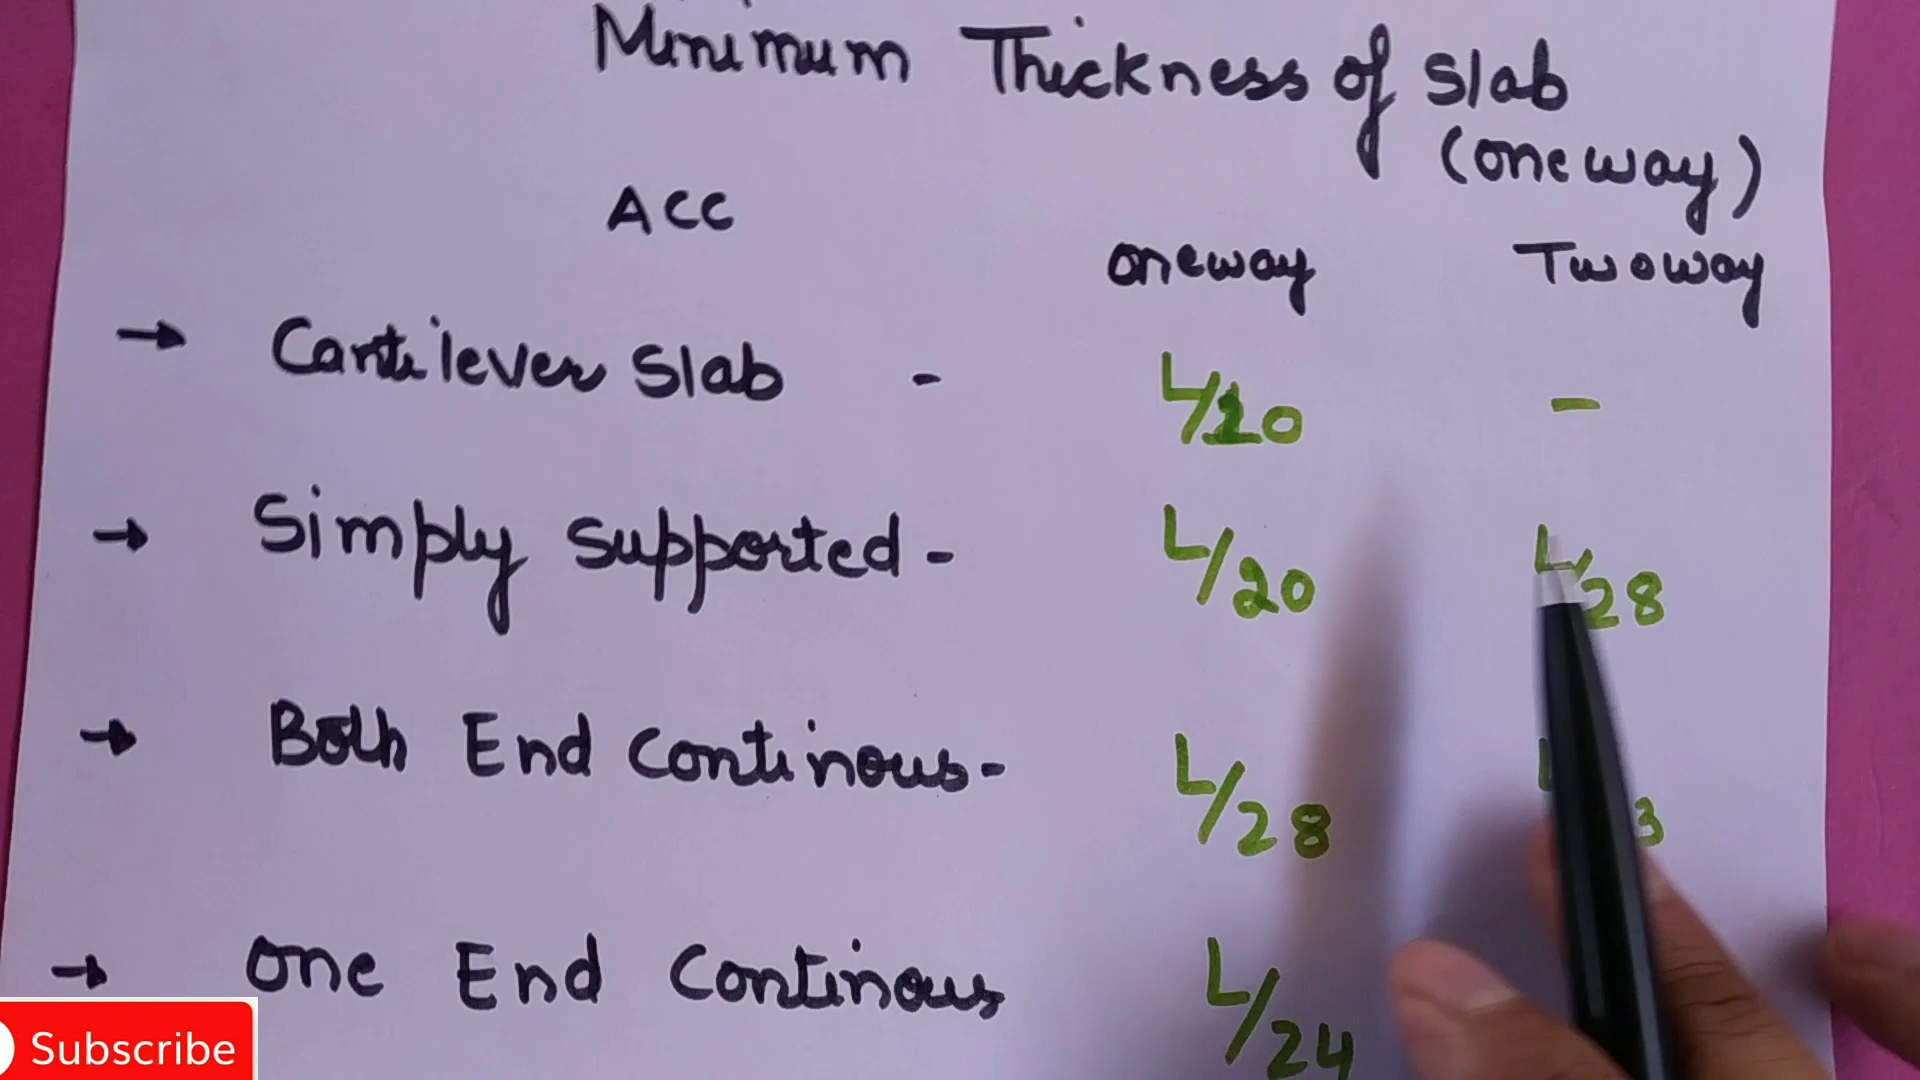 Minimum Thickness of Slab
(oneway)
ACC
oneway Twoway
→ Cantilever Slab - L/10 -
→ Simply Supported - L/20 L/28
→ Both End Continous - L/28
→ One End Continous L/24
Subscribe